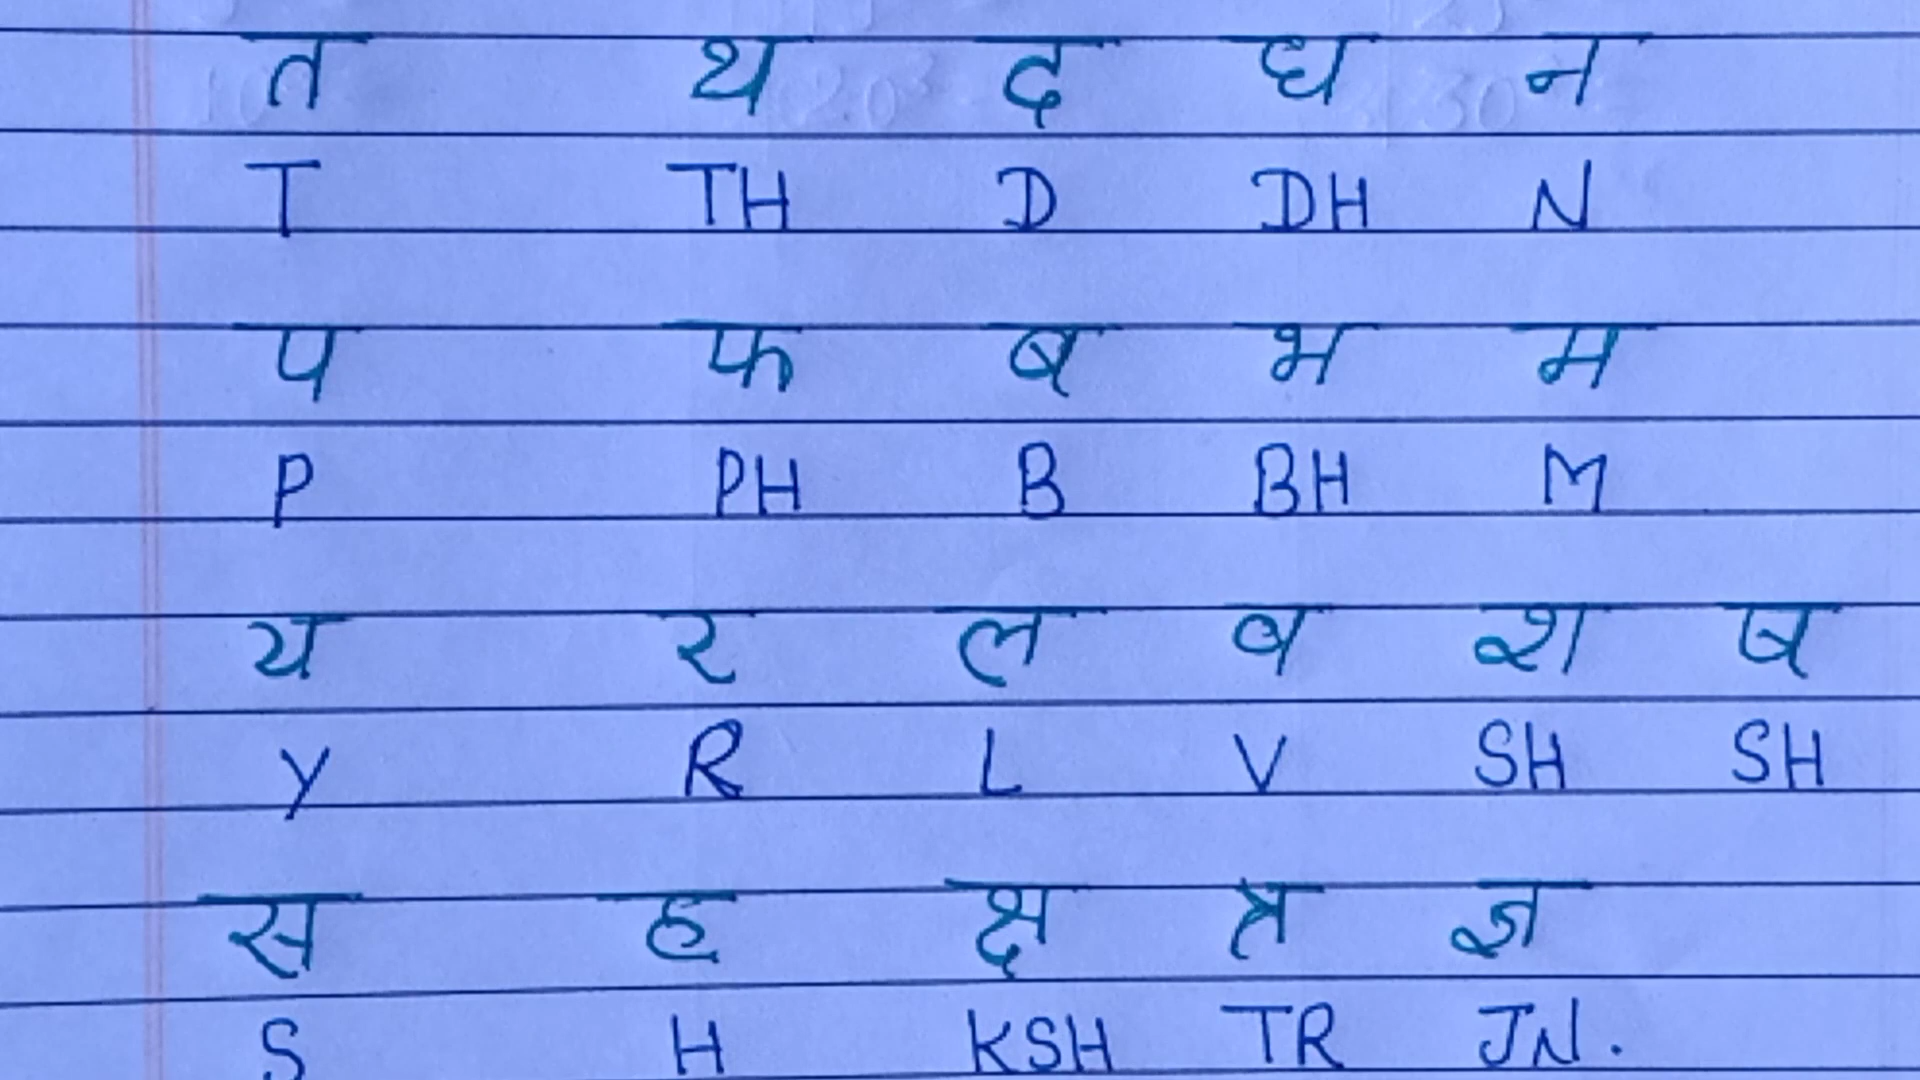 त थ द ध न
T TH D DH N
प फ ब भ म
P PH B BH M
य र ल व श ष
Y R L V SH SH
स ह क्ष त्र ज्ञ
S H KSH TR JN.